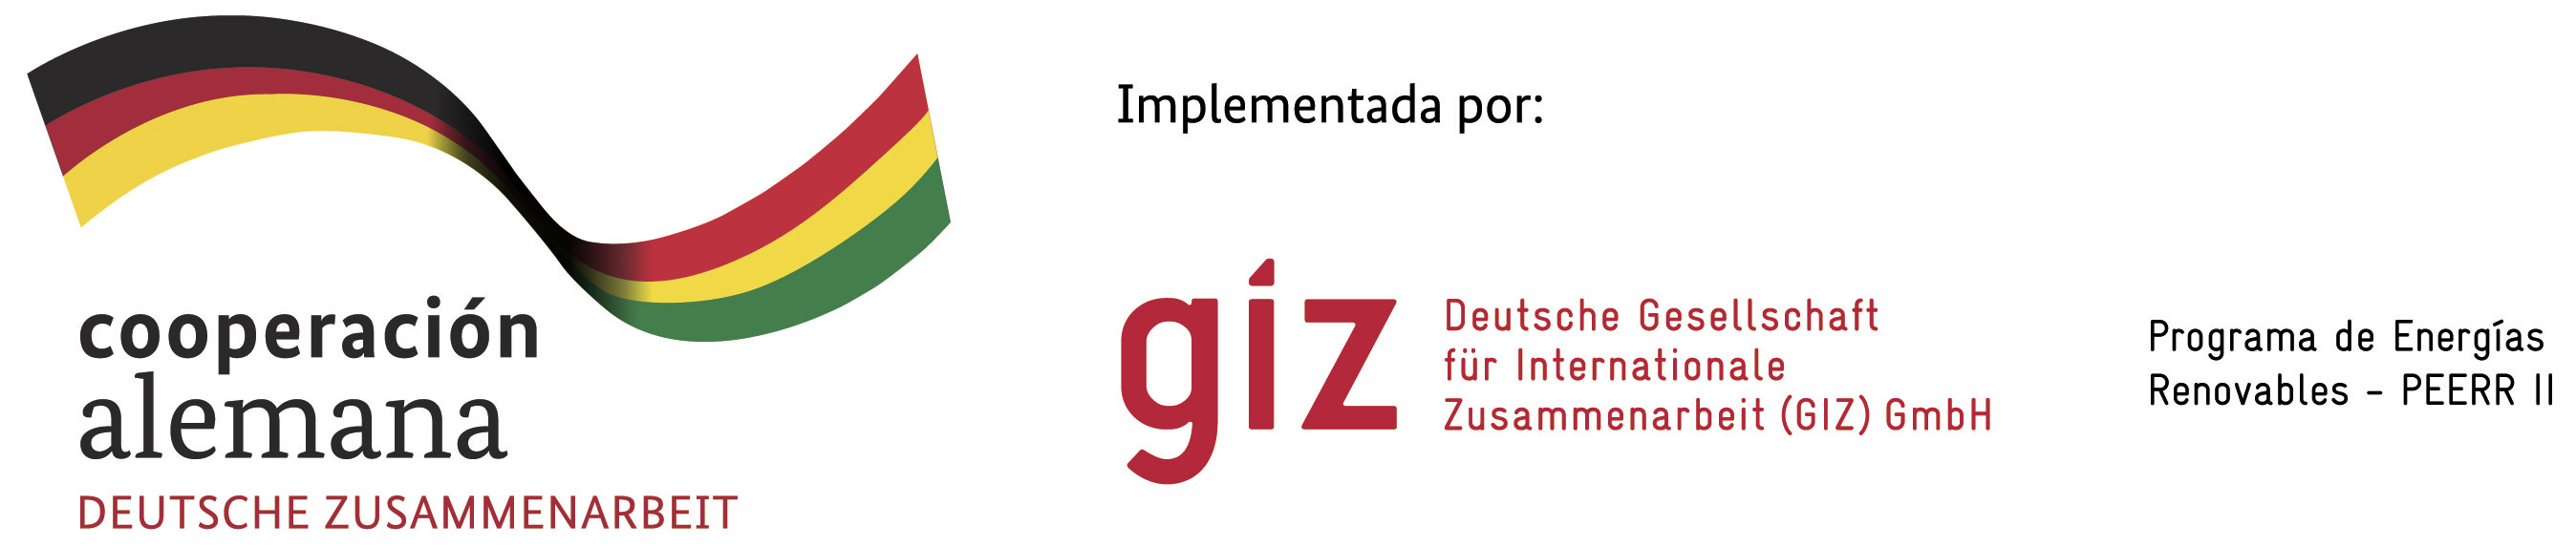 cooperación
alemana
DEUTSCHE ZUSAMMENARBEIT
Implementada por:
giz
Deutsche Gesellschaft
für Internationale
Zusammenarbeit (GIZ) GmbH
Programa de Energías
Renovables - PEERR II